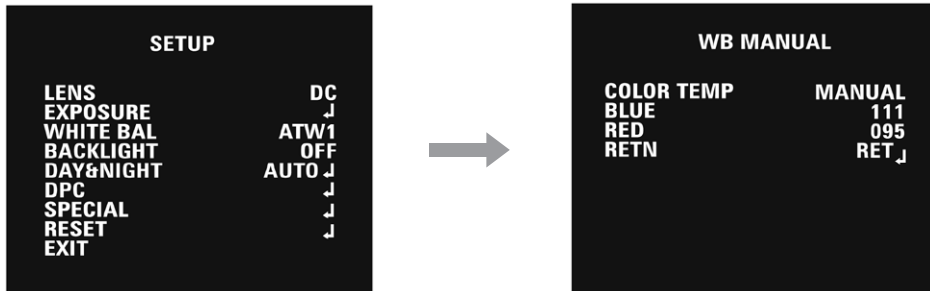 SETUP
LENS DC
EXPOSURE ↲
WHITE BAL ATW1
BACKLIGHT OFF
DAY&NIGHT AUTO ↲
DPC ↲
SPECIAL ↲
RESET ↲
EXIT
WB MANUAL
COLOR TEMP MANUAL
BLUE 111
RED 095
RETN RET ↲